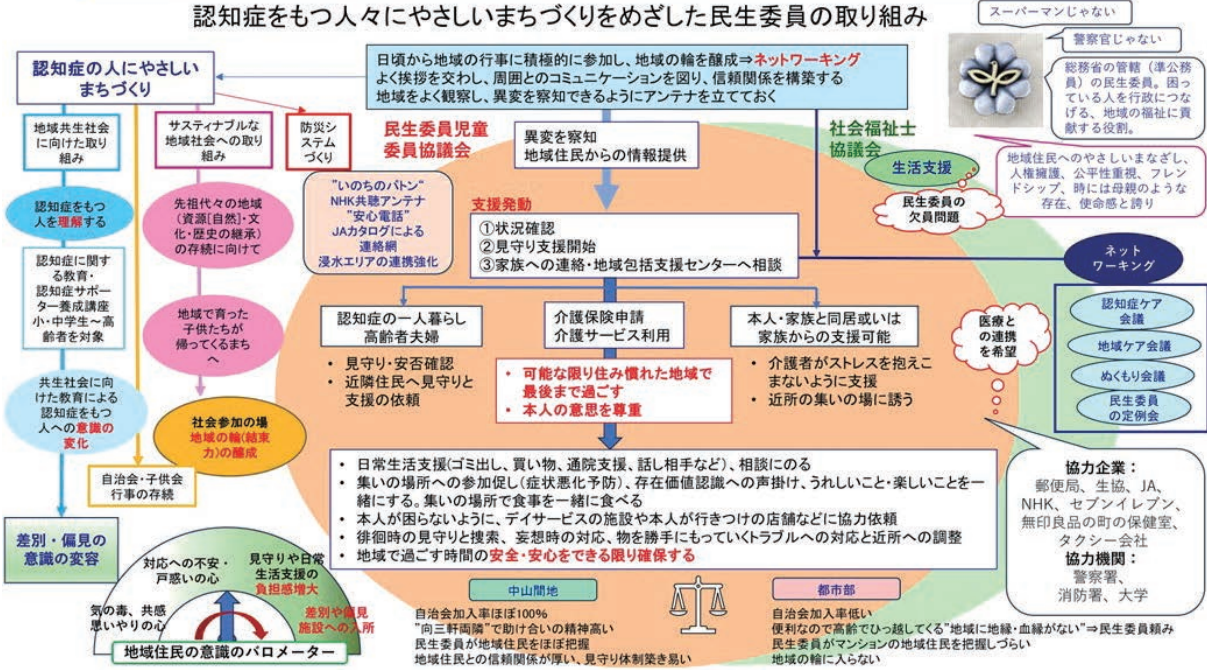 認知症をもつ人々にやさしいまちづくりをめざした民生委員の取り組み
スーパーマンじゃない
警察官じゃない
総務省の管轄（準公務
員）の民生委員。困っ
ている人を行政につな
げる、地域の福祉に貢
献する役割。
地域住民へのやさしいまなざし、
人権擁護、公平性重視、フレン
ドシップ、時には母親のような
存在、使命感と誇り
日頃から地域の行事に積極的に参加し、地域の輪を醸成⇒ネットワーキング
よく挨拶を交わし、周囲とのコミュニケーションを図り、信頼関係を構築する
地域をよく観察し、異変を察知できるようにアンテナを立てておく
認知症の人にやさしい
まちづくり
地域共生社会
に向けた取り
組み
サスティナブルな
地域社会への取り
組み
防災シ
ステム
づくり
認知症をもつ
人を理解する
認知症に関す
る教育・
認知症サポー
ター養成講座
小・中学生～高
齢者を対象
共生社会に向
けた教育による
認知症をもつ
人への意識の
変化
差別・偏見の
意識の変容
先祖代々の地域
（資源[自然]・文
化・歴史の継承）
の存続に向けて
地域で育った
子供たちが
帰ってくるまち
へ
社会参加の場
地域の輪(結束
力)の醸成
自治会・子供会
行事の存続
民生委員児童
委員協議会
社会福祉士
協議会
異変を察知
地域住民からの情報提供
"いのちのバトン"
NHK共聴アンテナ
"安心電話"
JAカタログによる
連絡網
浸水エリアの連携強化
生活支援
民生委員の
欠員問題
支援発動
①状況確認
②見守り支援開始
③家族への連絡・地域包括支援センターへ相談
ネット
ワーキング
認知症ケア
会議
地域ケア会議
ぬくもり会議
民生委員
の定例会
医療と
の連携
を希望
認知症の一人暮らし
高齢者夫婦
• 見守り・安否確認
• 近隣住民へ見守りと
支援の依頼
介護保険申請
介護サービス利用
• 可能な限り住み慣れた地域で
最後まで過ごす
• 本人の意思を尊重
本人・家族と同居或いは
家族からの支援可能
• 介護者がストレスを抱えこ
まないように支援
• 近所の集いの場に誘う
• 日常生活支援(ゴミ出し、買い物、通院支援、話し相手など)、相談にのる
• 集いの場所への参加促し(症状悪化予防)、存在価値認識への声掛け、うれしいこと・楽しいことを一
緒にする。集いの場所で食事を一緒に食べる
• 本人が困らないように、デイサービスの施設や本人が行きつけの店舗などに協力依頼
• 徘徊時の見守りと捜索、妄想時の対応、物を勝手にもっていくトラブルへの対応と近所への調整
• 地域で過ごす時間の安全・安心をできる限り確保する
協力企業：
郵便局、生協、JA、
NHK、セブンイレブン、
無印良品の町の保健室、
タクシー会社
協力機関：
警察署、
消防署、大学
対応への不安・
戸惑いの心
見守りや日常
生活支援の
負担感増大
気の毒、共感
思いやりの心
差別や偏見
施設への入所
地域住民の意識のバロメーター
中山間地
自治会加入率ほぼ100%
"向三軒両隣"で助け合いの精神高い
民生委員が地域住民をほぼ把握
地域住民との信頼関係が厚い、見守り体制築き易い
都市部
自治会加入率低い
便利なので高齢でひっ越してくる"地域に地縁・血縁がない"⇒民生委員頼み
民生委員がマンションの地域住民を把握しづらい
地域の輪に入らない